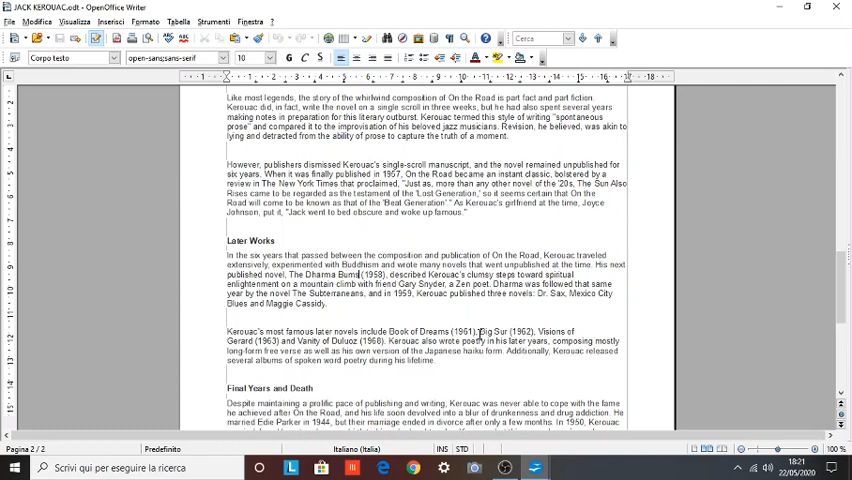 JACK KEROUAC.odt - OpenOffice Writer
File Modifica Visualizza Inserisci Formato Tabella Strumenti Finestra ?
Cerca
Corpo testo open-sans;sans-serif 10 G C S
Like most legends, the story of the whirlwind composition of On the Road is part fact and part fiction.
Kerouac did, in fact, write the novel on a single scroll in three weeks, but he had also spent several years
making notes in preparation for this literary outburst. Kerouac termed this style of writing "spontaneous
prose" and compared it to the improvisation of his beloved jazz musicians. Revision, he believed, was akin to
lying and detracted from the ability of prose to capture the truth of a moment.
However, publishers dismissed Kerouac's single-scroll manuscript, and the novel remained unpublished for
six years. When it was finally published in 1957, On the Road became an instant classic, bolstered by a
review in The New York Times that proclaimed, "Just as, more than any other novel of the '20s, The Sun Also
Rises came to be regarded as the testament of the 'Lost Generation,' so it seems certain that On the
Road will come to be known as that of the 'Beat Generation'." As Kerouac's girlfriend at the time, Joyce
Johnson, put it, "Jack went to bed obscure and woke up famous."
Later Works
In the six years that passed between the composition and publication of On the Road, Kerouac traveled
extensively, experimented with Buddhism and wrote many novels that went unpublished at the time. His next
published novel, The Dharma Bums (1958), described Kerouac's clumsy steps toward spiritual
enlightenment on a mountain climb with friend Gary Snyder, a Zen poet. Dharma was followed that same
year by the novel The Subterraneans, and in 1959, Kerouac published three novels: Dr. Sax, Mexico City
Blues and Maggie Cassidy.
Kerouac's most famous later novels include Book of Dreams (1961), Big Sur (1962), Visions of
Gerard (1963) and Vanity of Duluoz (1968). Kerouac also wrote poetry in his later years, composing mostly
long-form free verse as well as his own version of the Japanese haiku form. Additionally, Kerouac released
several albums of spoken word poetry during his lifetime.
Final Years and Death
Despite maintaining a prolific pace of publishing and writing, Kerouac was never able to cope with the fame
he achieved after On the Road, and his life soon devolved into a blur of drunkenness and drug addiction. He
married Edie Parker in 1944, but their marriage ended in divorce after only a few months. In 1950, Kerouac
Pagina 2 / 2 Predefinito Italiano (Italia) INS STD
Scrivi qui per eseguire la ricerca
18:21
22/05/2020